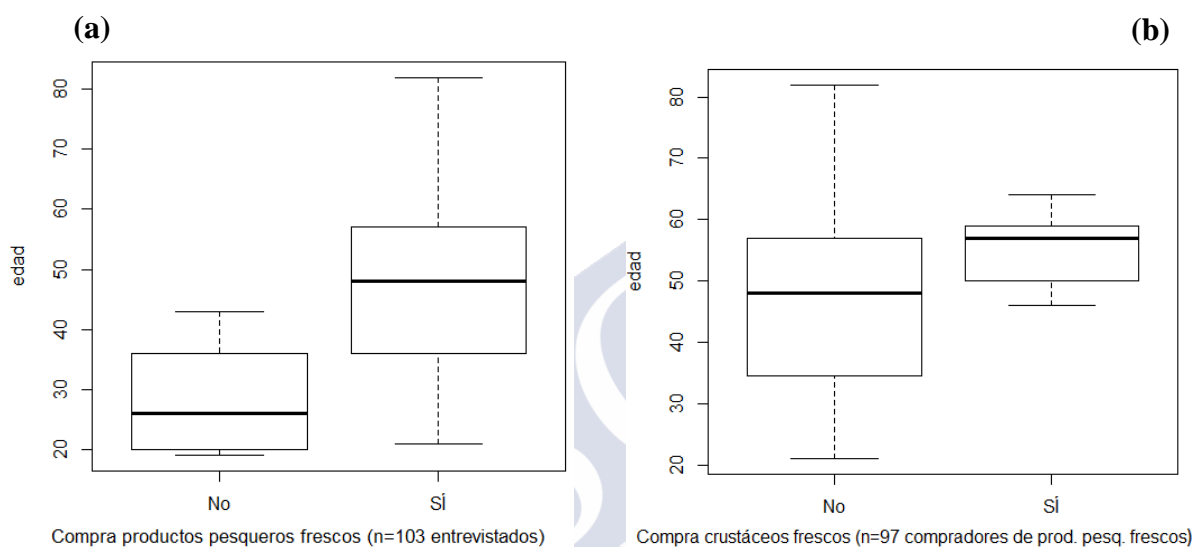 (a)
edad
80
70
60
50
40
30
20
No
SÍ
Compra productos pesqueros frescos (n=103 entrevistados)
(b)
edad
80
70
60
50
40
30
20
No
SÍ
Compra crustáceos frescos (n=97 compradores de prod. pesq. frescos)